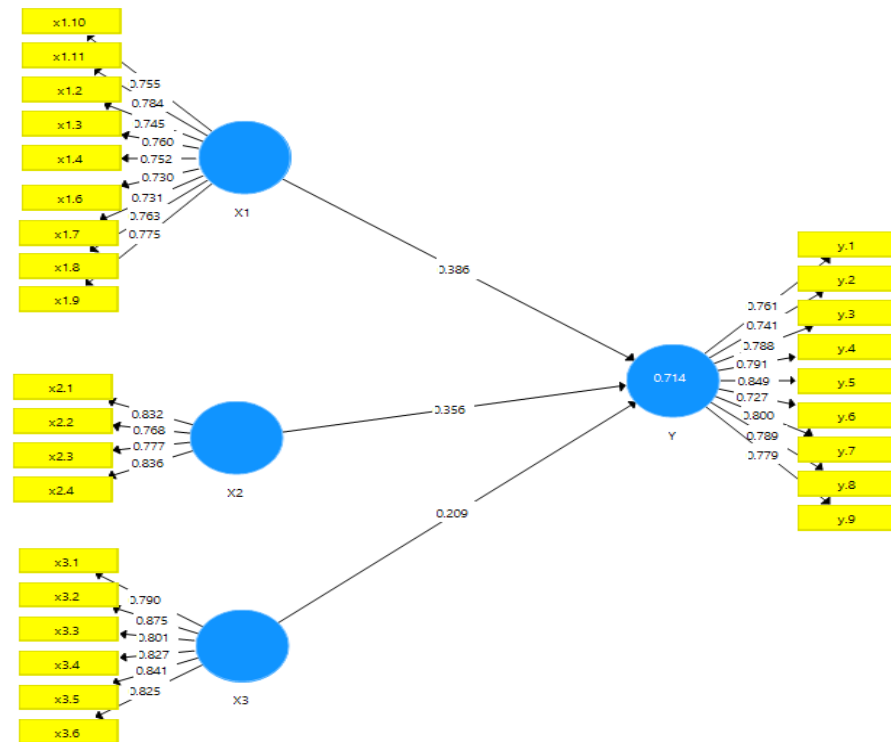 x1.10
x1.11
x1.2
x1.3
x1.4
x1.6
x1.7
x1.8
x1.9
0.755
0.784
0.745
0.760
0.752
0.730
0.731
0.763
0.775
X1
0.386
x2.1
x2.2
x2.3
x2.4
0.832
0.768
0.777
0.836
X2
0.356
x3.1
x3.2
x3.3
x3.4
x3.5
x3.6
0.790
0.875
0.801
0.827
0.841
0.825
X3
0.209
0.714
Y
0.761
0.741
0.788
0.791
0.849
0.727
0.800
0.789
0.779
y.1
y.2
y.3
y.4
y.5
y.6
y.7
y.8
y.9